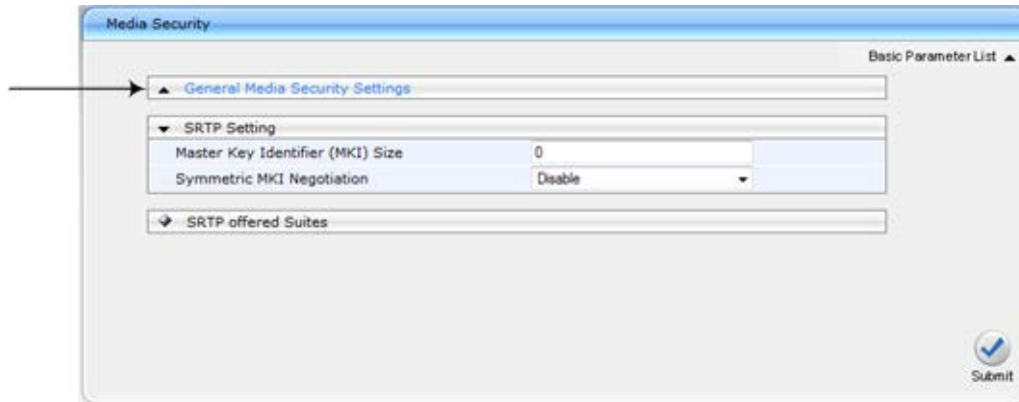 Media Security
Basic Parameter List
General Media Security Settings
SRTP Setting
Master Key Identifier (MKI) Size 0
Symmetric MKI Negotiation Disable
SRTP offered Suites
Submit